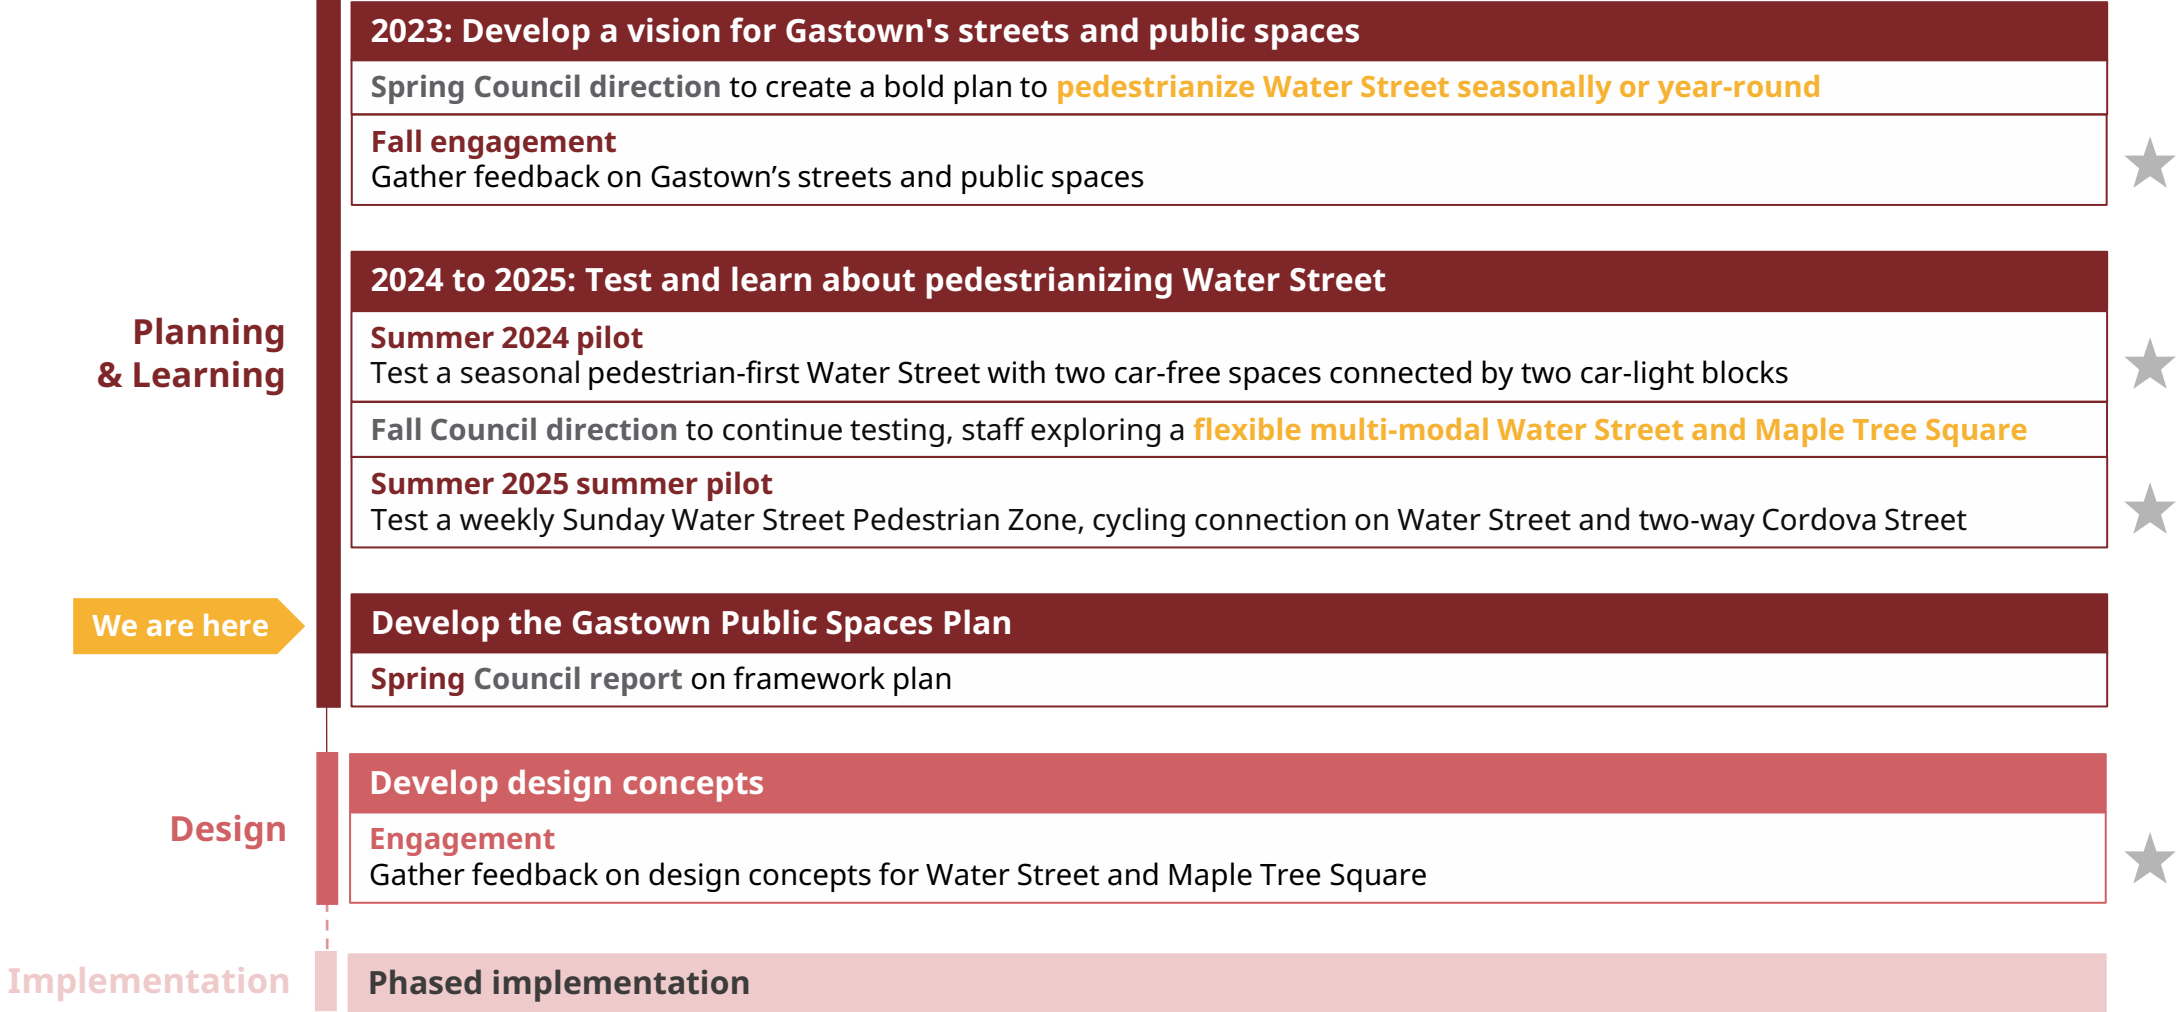 2023: Develop a vision for Gastown's streets and public spaces
Spring Council direction to create a bold plan to pedestrianize Water Street seasonally or year-round
Fall engagement
Gather feedback on Gastown’s streets and public spaces
Planning
& Learning
2024 to 2025: Test and learn about pedestrianizing Water Street
Summer 2024 pilot
Test a seasonal pedestrian-first Water Street with two car-free spaces connected by two car-light blocks
Fall Council direction to continue testing, staff exploring a flexible multi-modal Water Street and Maple Tree Square
Summer 2025 summer pilot
Test a weekly Sunday Water Street Pedestrian Zone, cycling connection on Water Street and two-way Cordova Street
We are here
Develop the Gastown Public Spaces Plan
Spring Council report on framework plan
Design
Develop design concepts
Engagement
Gather feedback on design concepts for Water Street and Maple Tree Square
Implementation
Phased implementation